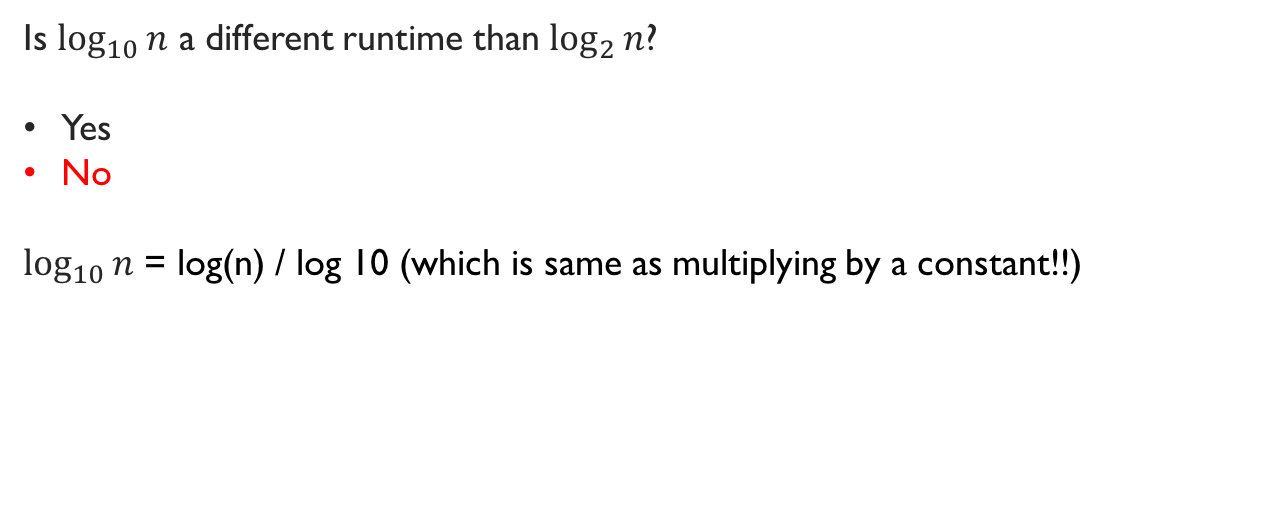 Is log₁₀ n a different runtime than log₂ n?
• Yes
• No
log₁₀ n = log(n) / log 10 (which is same as multiplying by a constant!!)